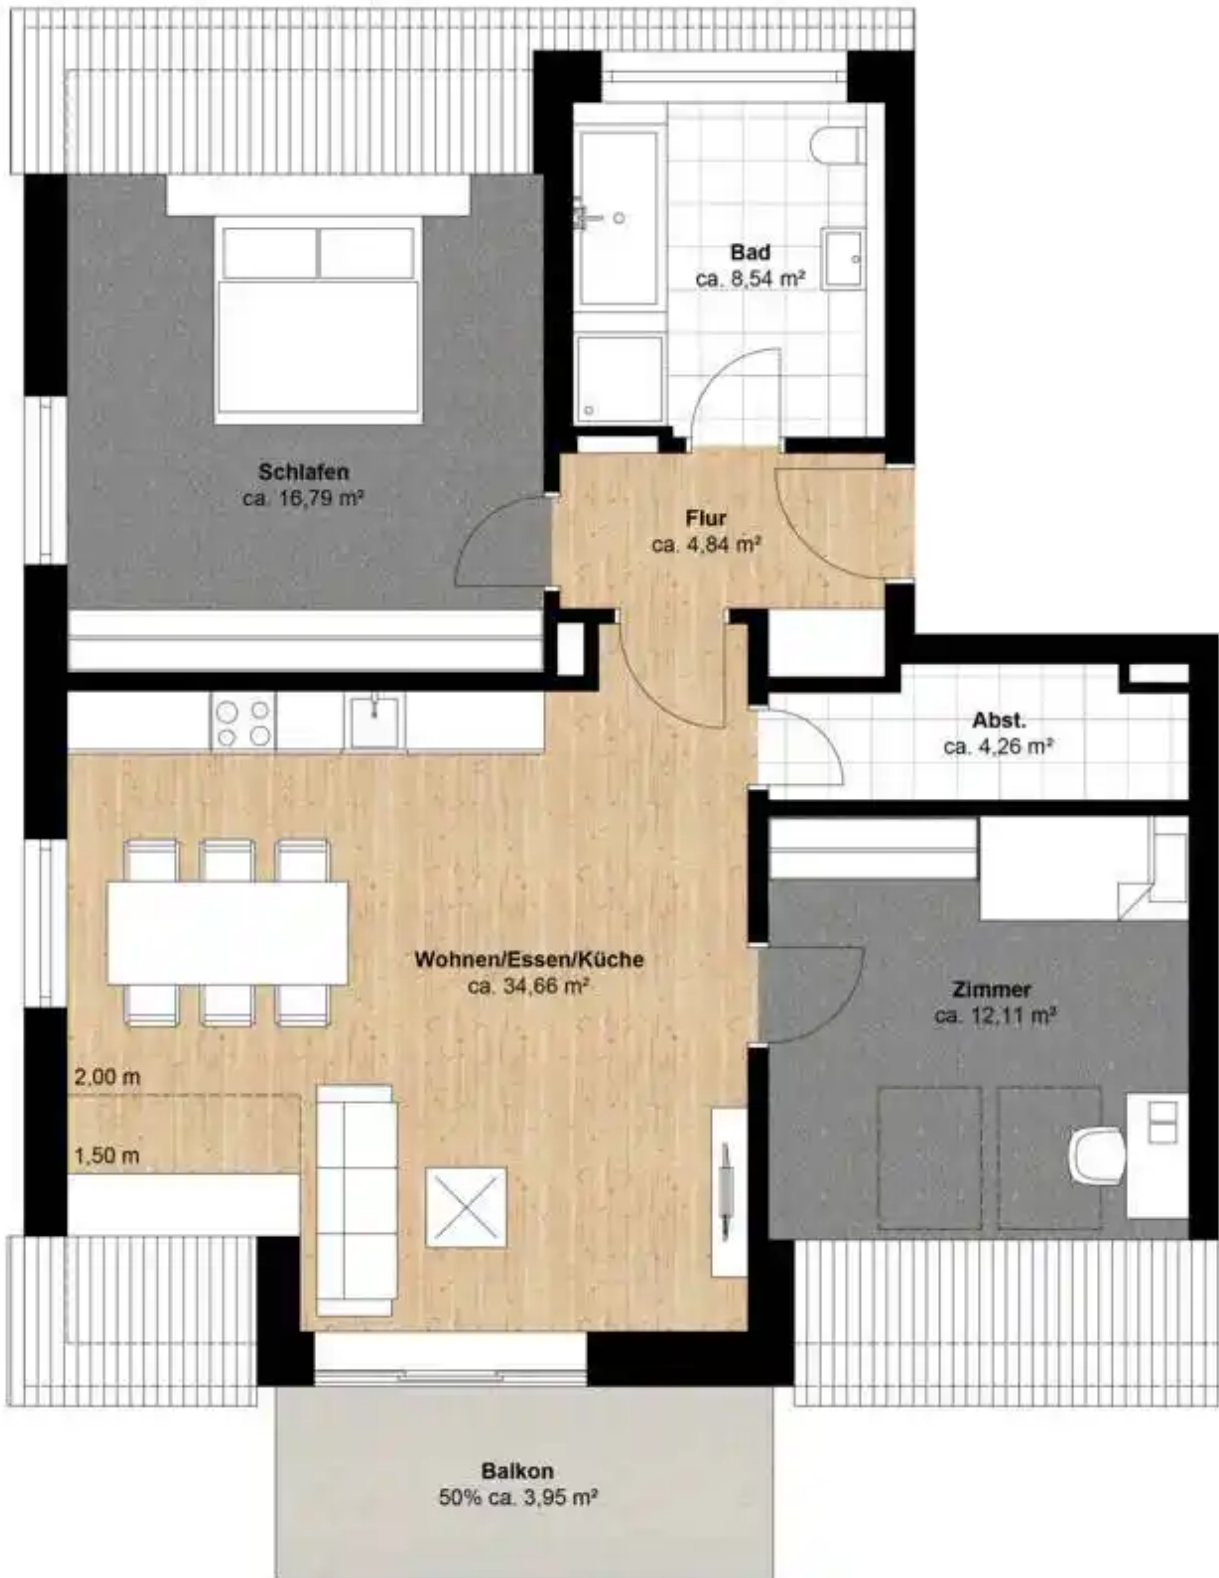 Bad
ca. 8,54 m²
Schlafen
ca. 16,79 m²
Flur
ca. 4,84 m²
Abst.
ca. 4,26 m²
Wohnen/Essen/Küche
ca. 34,66 m²
Zimmer
ca. 12,11 m²
2,00 m
1,50 m
Balkon
50% ca. 3,95 m²